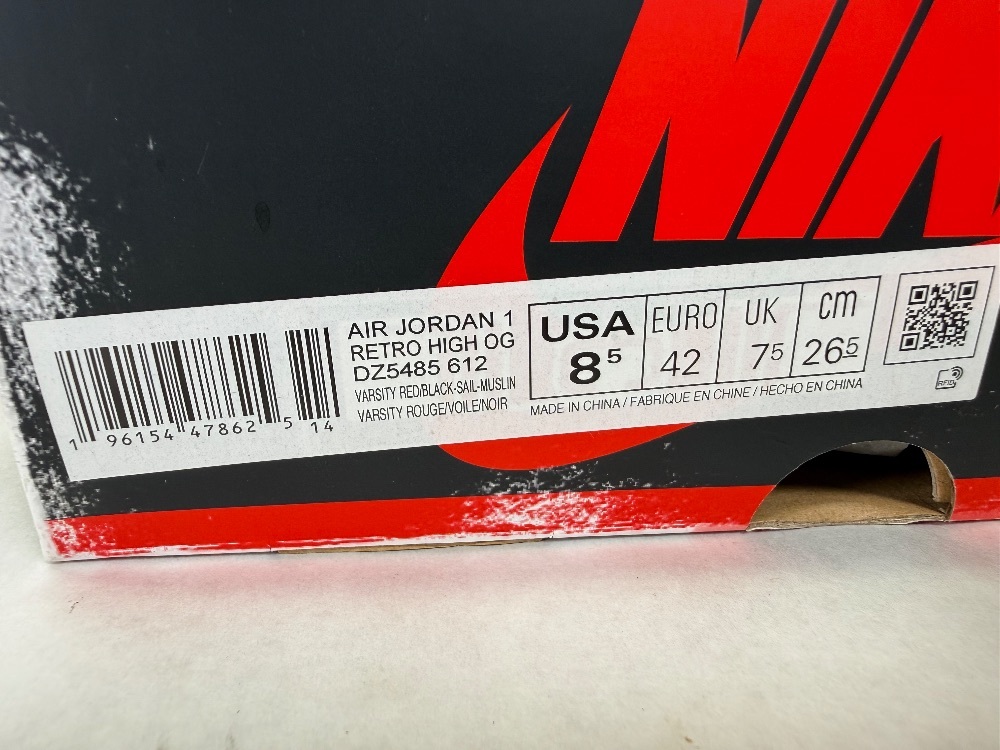 NIK
AIR JORDAN 1
RETRO HIGH OG
DZ5485 612
VARSITY RED/BLACK-SAIL-MUSLIN
VARSITY ROUGE/VOILE/NOIR
1 96154 47862 5 14
USA EURO UK cm
8 5 42 7 5 26 5
MADE IN CHINA / FABRIQUE EN CHINE / HECHO EN CHINA
RFID